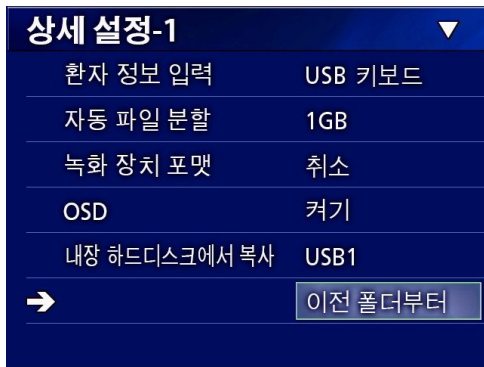 상세 설정-1 ▼
환자 정보 입력 USB 키보드
자동 파일 분할 1GB
녹화 장치 포맷 취소
OSD 켜기
내장 하드디스크에서 복사 USB1
➔ 이전 폴더부터